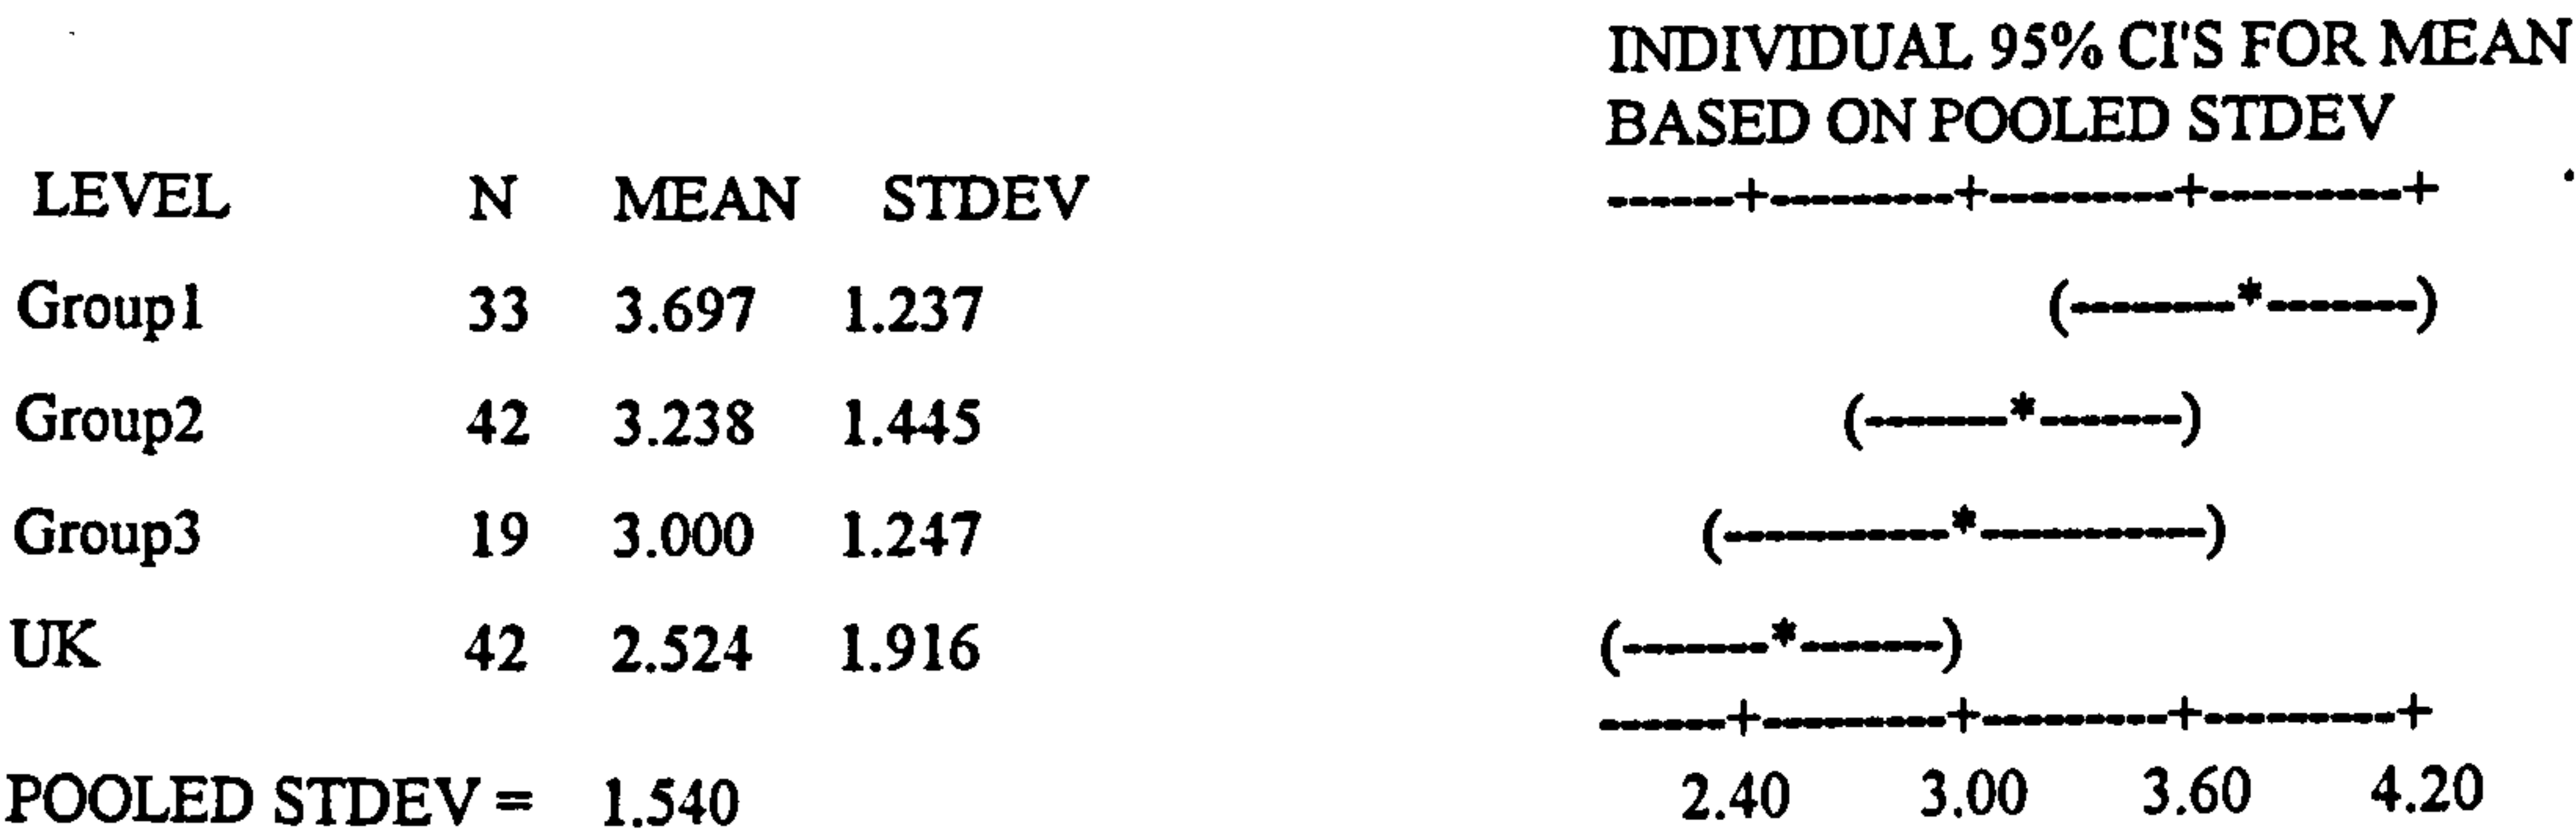 INDIVIDUAL 95% CI'S FOR MEAN
BASED ON POOLED STDEV
LEVEL N MEAN STDEV ------+---------+---------+---------+
Group1 33 3.697 1.237 (--------*-------)
Group2 42 3.238 1.445 (-------*-------)
Group3 19 3.000 1.247 (-----------*-----------)
UK 42 2.524 1.916 (-------*-------)
------+---------+---------+---------+
POOLED STDEV = 1.540 2.40 3.00 3.60 4.20